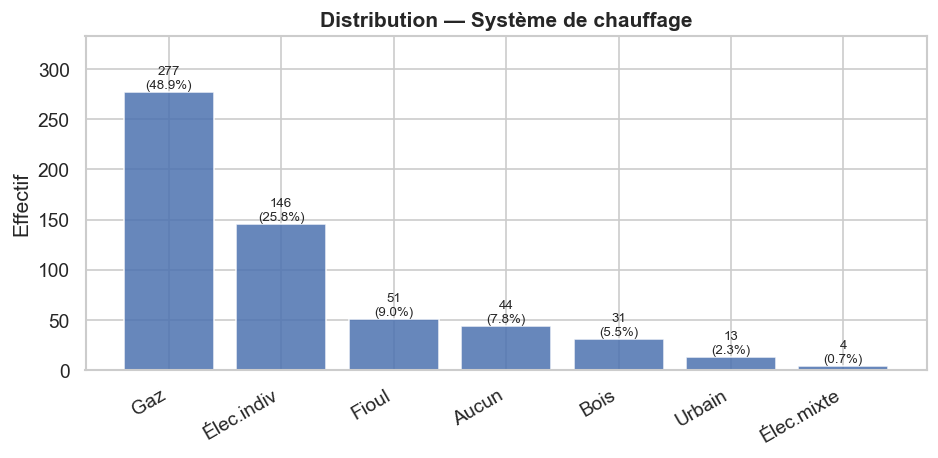 Distribution — Système de chauffage
Effectif
300
250
200
150
100
50
0
277
(48.9%)
146
(25.8%)
51
(9.0%)
44
(7.8%)
31
(5.5%)
13
(2.3%)
4
(0.7%)
Gaz
Élec.indiv
Fioul
Aucun
Bois
Urbain
Élec.mixte